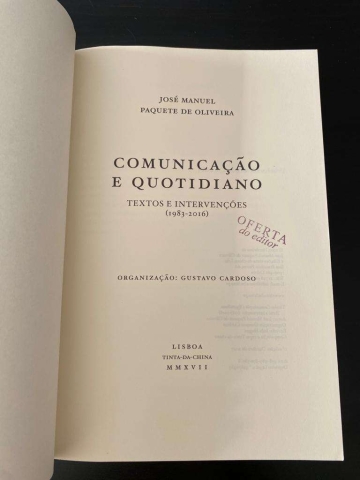 JOSÉ MANUEL
PAQUETE DE OLIVEIRA
COMUNICAÇÃO
E QUOTIDIANO
TEXTOS E INTERVENÇÕES
(1983-2016)
OFERTA
do editor
ORGANIZAÇÃO: GUSTAVO CARDOSO
LISBOA
TINTA-DA-CHINA
MMXVII